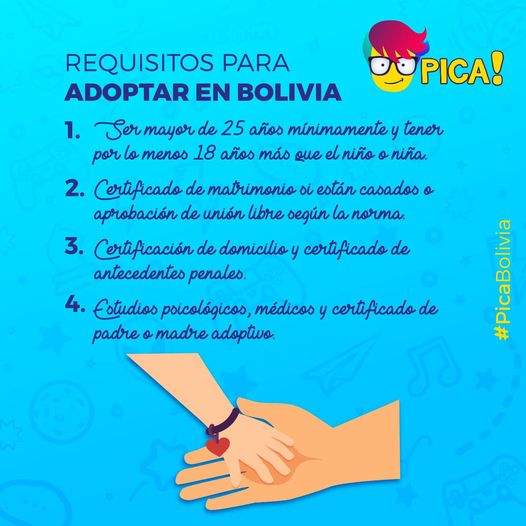 REQUISITOS PARA
ADOPTAR EN BOLIVIA
PICA!
1. Ser mayor de 25 años mínimamente y tener
por lo menos 18 años más que el niño o niña.
2. Certificado de matrimonio si están casados o
aprobación de unión libre según la norma.
3. Certificación de domicilio y certificado de
antecedentes penales.
4. Estudios psicológicos, médicos y certificado de
padre o madre adoptivo.
#PicaBolivia